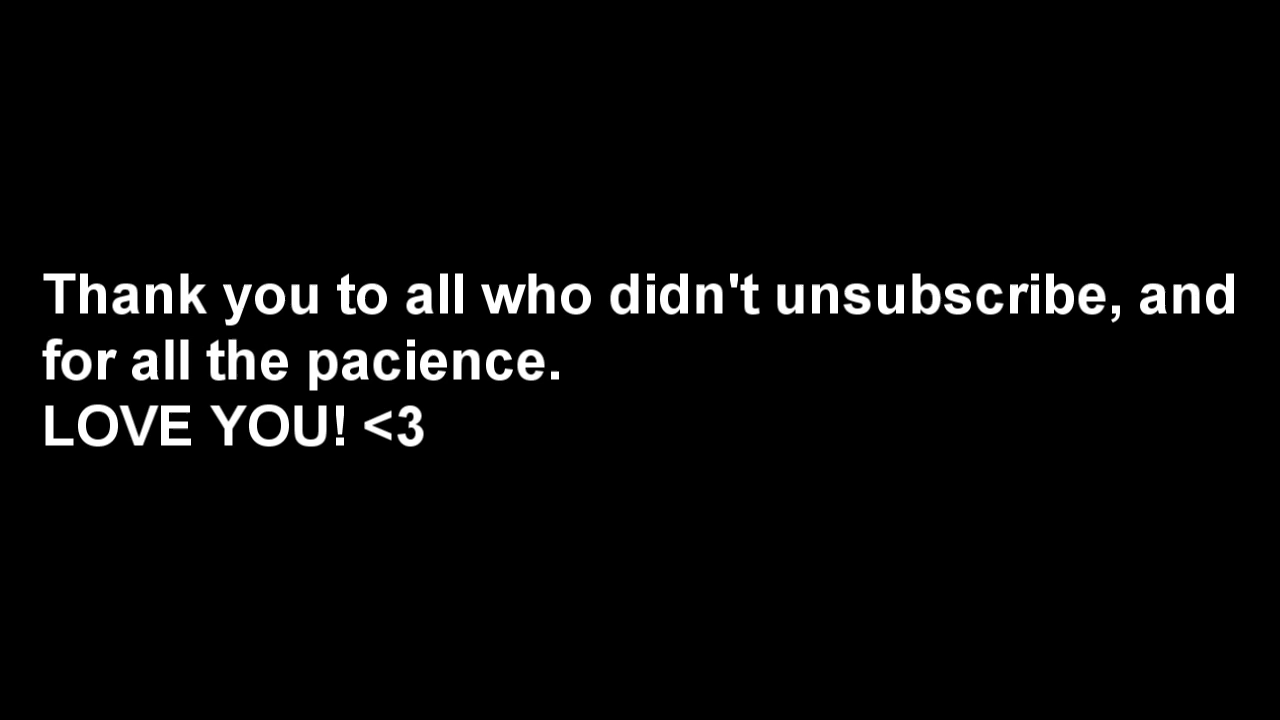 Thank you to all who didn't unsubscribe, and
for all the pacience.
LOVE YOU! <3